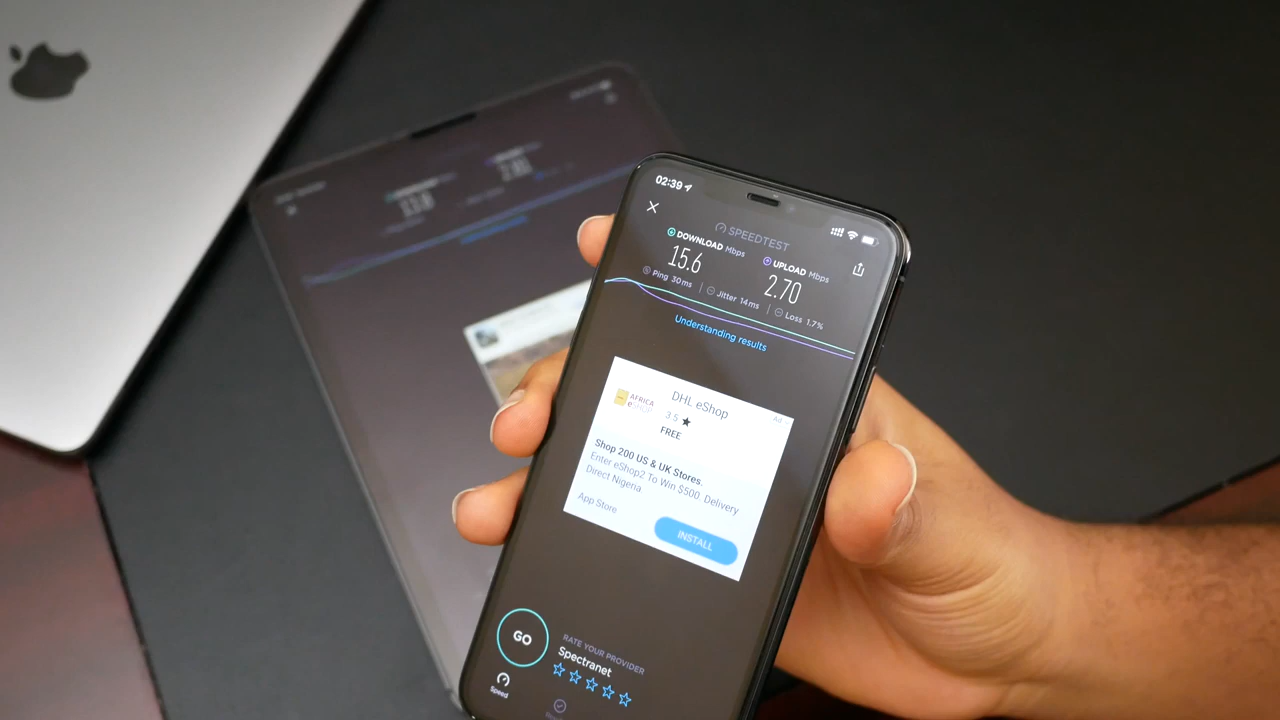 02:39
SPEEDTEST
DOWNLOAD Mbps
15.6
UPLOAD Mbps
2.70
Ping 30ms
Jitter 14ms
Loss 1.7%
Understanding results
AFRICA
eSHOP
DHL eShop
Ad
3.5 ★
FREE
Shop 200 US & UK Stores.
Enter eShop2 To Win $500. Delivery
Direct Nigeria
App Store
INSTALL
GO
RATE YOUR PROVIDER
Spectranet
Speed